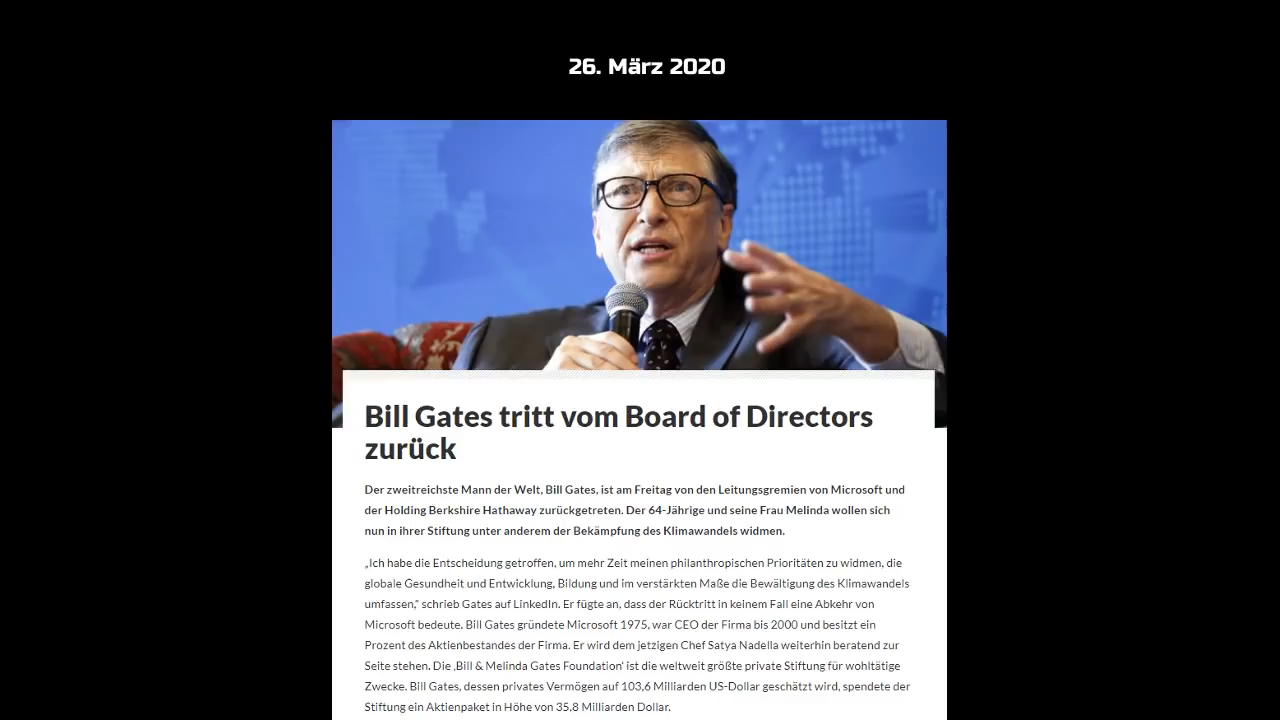 26. März 2020
Bill Gates tritt vom Board of Directors
zurück
Der zweitreichste Mann der Welt, Bill Gates, ist am Freitag von den Leitungsgremien von Microsoft und
der Holding Berkshire Hathaway zurückgetreten. Der 64-Jährige und seine Frau Melinda wollen sich
nun in ihrer Stiftung unter anderem der Bekämpfung des Klimawandels widmen.
„Ich habe die Entscheidung getroffen, um mehr Zeit meinen philanthropischen Prioritäten zu widmen, die
globale Gesundheit und Entwicklung, Bildung und im verstärkten Maße die Bewältigung des Klimawandels
umfassen,“ schrieb Gates auf LinkedIn. Er fügte an, dass der Rücktritt in keinem Fall eine Abkehr von
Microsoft bedeute. Bill Gates gründete Microsoft 1975, war CEO der Firma bis 2000 und besitzt ein
Prozent des Aktienbestandes der Firma. Er wird dem jetzigen Chef Satya Nadella weiterhin beratend zur
Seite stehen. Die ‚Bill & Melinda Gates Foundation‘ ist die weltweit größte private Stiftung für wohltätige
Zwecke. Bill Gates, dessen privates Vermögen auf 103,6 Milliarden US-Dollar geschätzt wird, spendete der
Stiftung ein Aktienpaket in Höhe von 35,8 Milliarden Dollar.